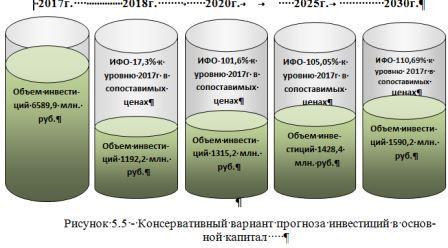 2017г. 2018г. 2020г. 2025г. 2030г.¶
Объем·инвести-
ций·6589,9·млн.·
руб.¶
ИФО-17,3%·к·
уровню·2017г·в·
сопоставимых·
ценах¶
Объем·инвести-
ций·1192,2·млн.·
руб.¶
ИФО-101,6%·к·
уровню·2017г·в·
сопоставимых·
ценах¶
Объем·инвести-
ций·1315,2·млн.·
руб.¶
ИФО-105,05%·к·
уровню·2017г·в·
сопоставимых·
ценах¶
Объем·инве-
стиций·1428,4·
млн.·руб.¶
ИФО-110,69%·к·
уровню·2017г·в·
сопоставимых·
ценах¶
Объем·инвести-
ций·1590,2·млн.·
руб.¶
¶
Рисунок·5.5·-·Консервативный·вариант·прогноза·инвестиций·в·основ-
ной·капитал·····¶